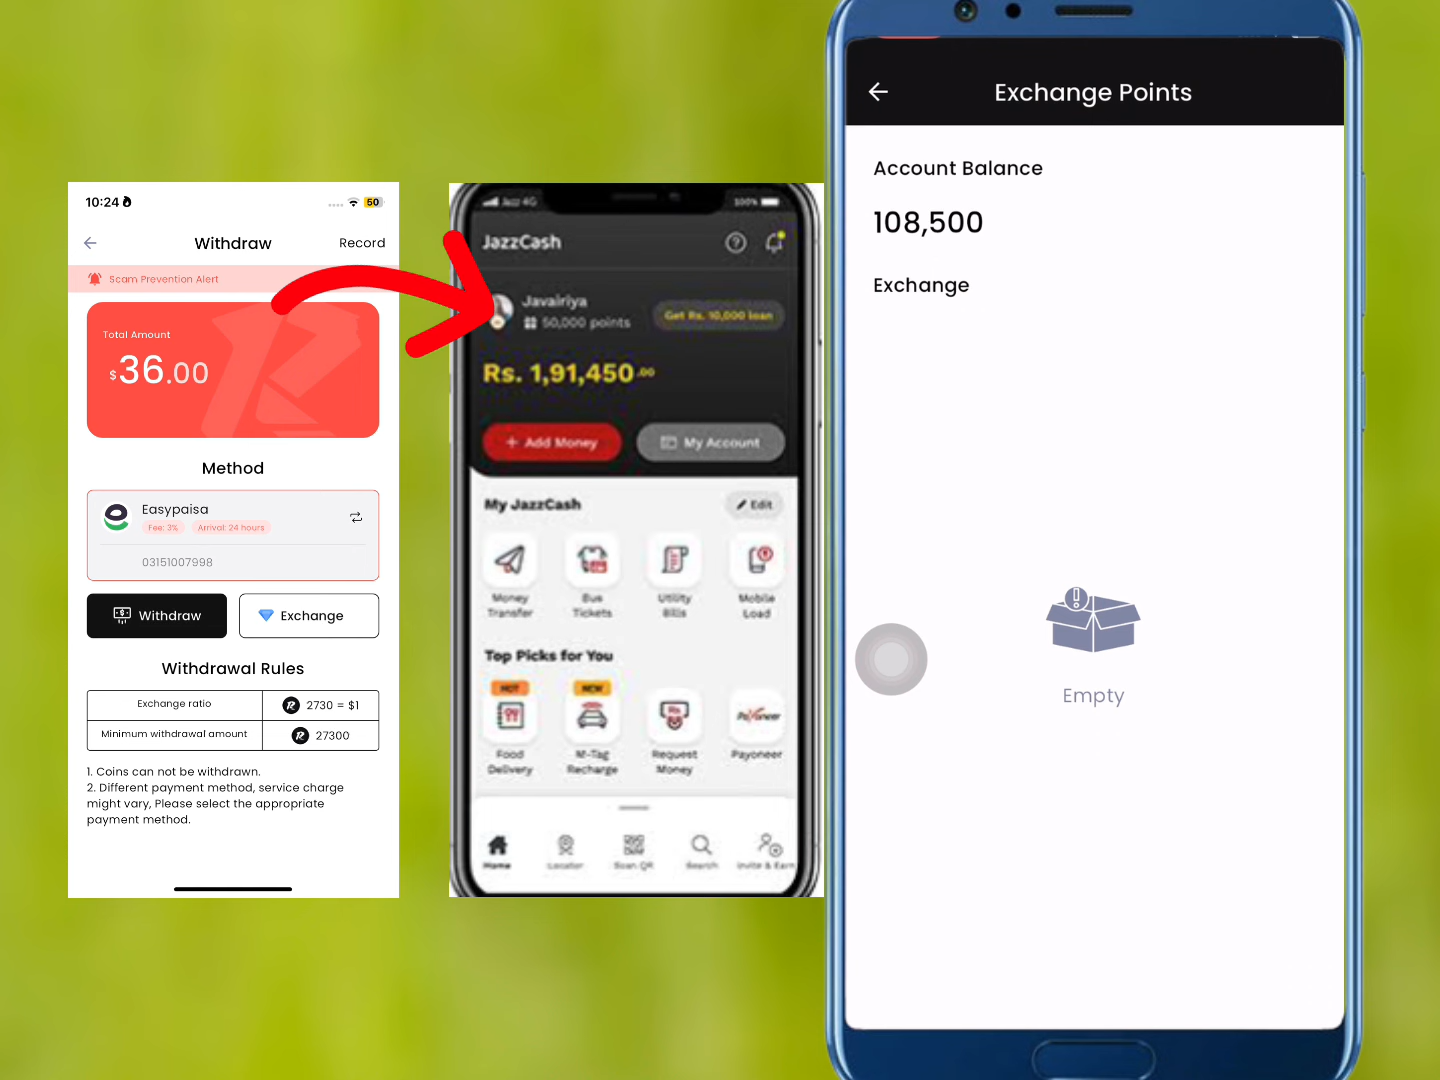 10:24
50
Withdraw
Record
Scam Prevention Alert
Total Amount
$36.00
Method
Easypaisa
Fee: 3%
Arrival: 24 hours
03151007998
Withdraw
Exchange
Withdrawal Rules
Exchange ratio
2730 = $1
Minimum withdrawal amount
27300
1. Coins can not be withdrawn.
2. Different payment method, service charge
might vary, Please select the appropriate
payment method.
Jazz 4G
100%
JazzCash
Javairiya
50,000 points
Get Rs. 10,000 loan
Rs. 1,91,450.00
+ Add Money
My Account
My JazzCash
Edit
Money
Transfer
Bus
Tickets
Utility
Bills
Mobile
Load
Top Picks for You
HOT
NEW
Food
Delivery
M-Tag
Recharge
Rs
Request
Money
Payoneer
Payoneer
Home
Locator
Scan QR
Search
Invite & Earn
Exchange Points
Account Balance
108,500
Exchange
Empty